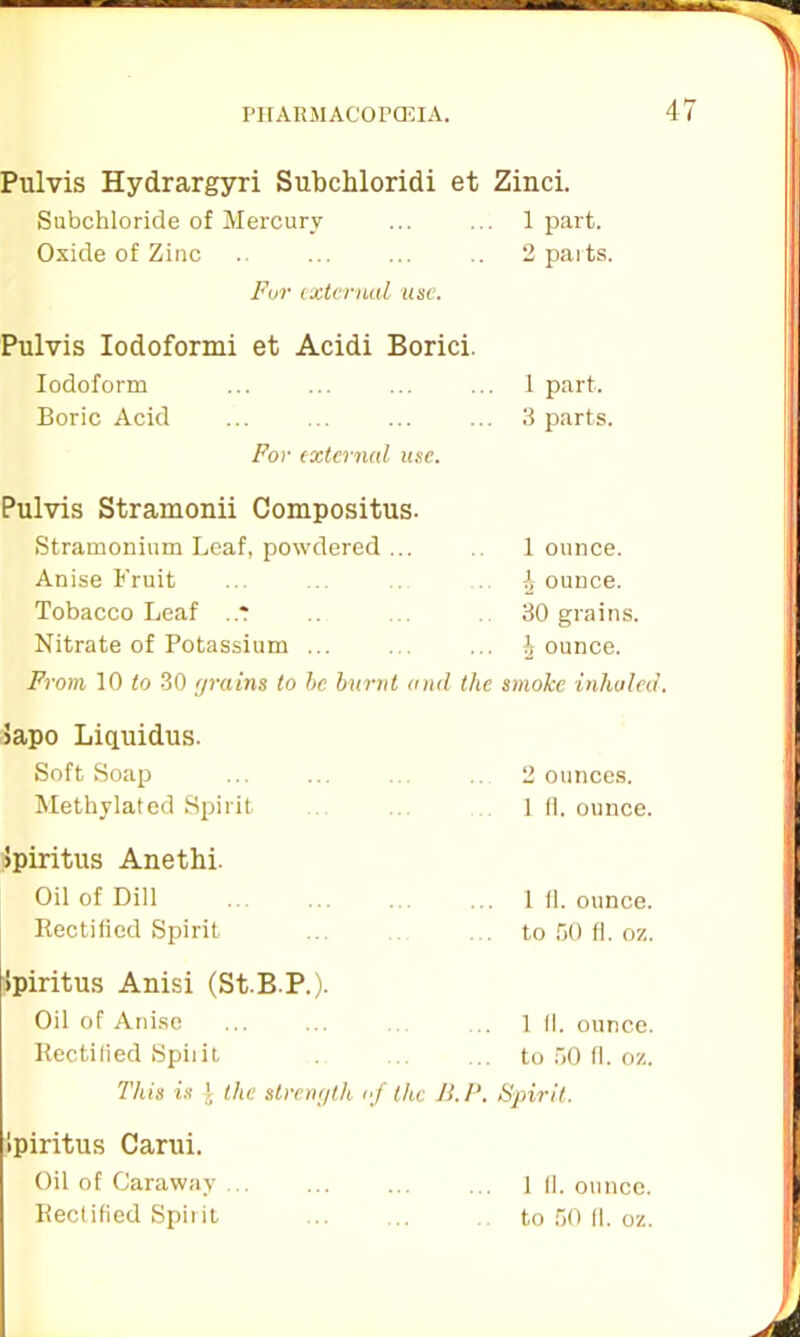 PHARMACOPŒIA. 47
Pulvis Hydrargyri Subchloridi et Zinci.
Subchloride of Mercury ... ... 1 part.
Oxide of Zinc .. ... ... .. 2 parts.
For external use.
Pulvis Iodoformi et Acidi Borici.
Iodoform ... ... ... ... 1 part.
Boric Acid ... ... ... ... 3 parts.
For external use.
Pulvis Stramonii Compositus.
Stramonium Leaf, powdered ... .. 1 ounce.
Anise Fruit ... ... .. .. ½ ounce.
Tobacco Leaf ... .. ... .. 30 grains.
Nitrate of Potassium ... ... ... ½ ounce.
From 10 to 30 grains to be burnt and the smoke inhaled.
Sapo Liquidus.
Soft Soap ... ... ... ... 2 ounces.
Methylated Spirit ... ... ... 1 fl. ounce.
Spiritus Anethi.
Oil of Dill ... ... ... ... 1 fl. ounce.
Rectified Spirit ... ... ... to 50 fl. oz.
Spiritus Anisi (St.B.P.).
Oil of Anise ... ... ... ... 1 fl. ounce.
Rectified Spirit .. ... ... to 50 fl. oz.
This is ⅕ the strength of the B.P. Spirit.
Spiritus Carui.
Oil of Caraway ... ... ... ... 1 fl. ounce.
Rectified Spirit ... ... .. to 50 fl. oz.